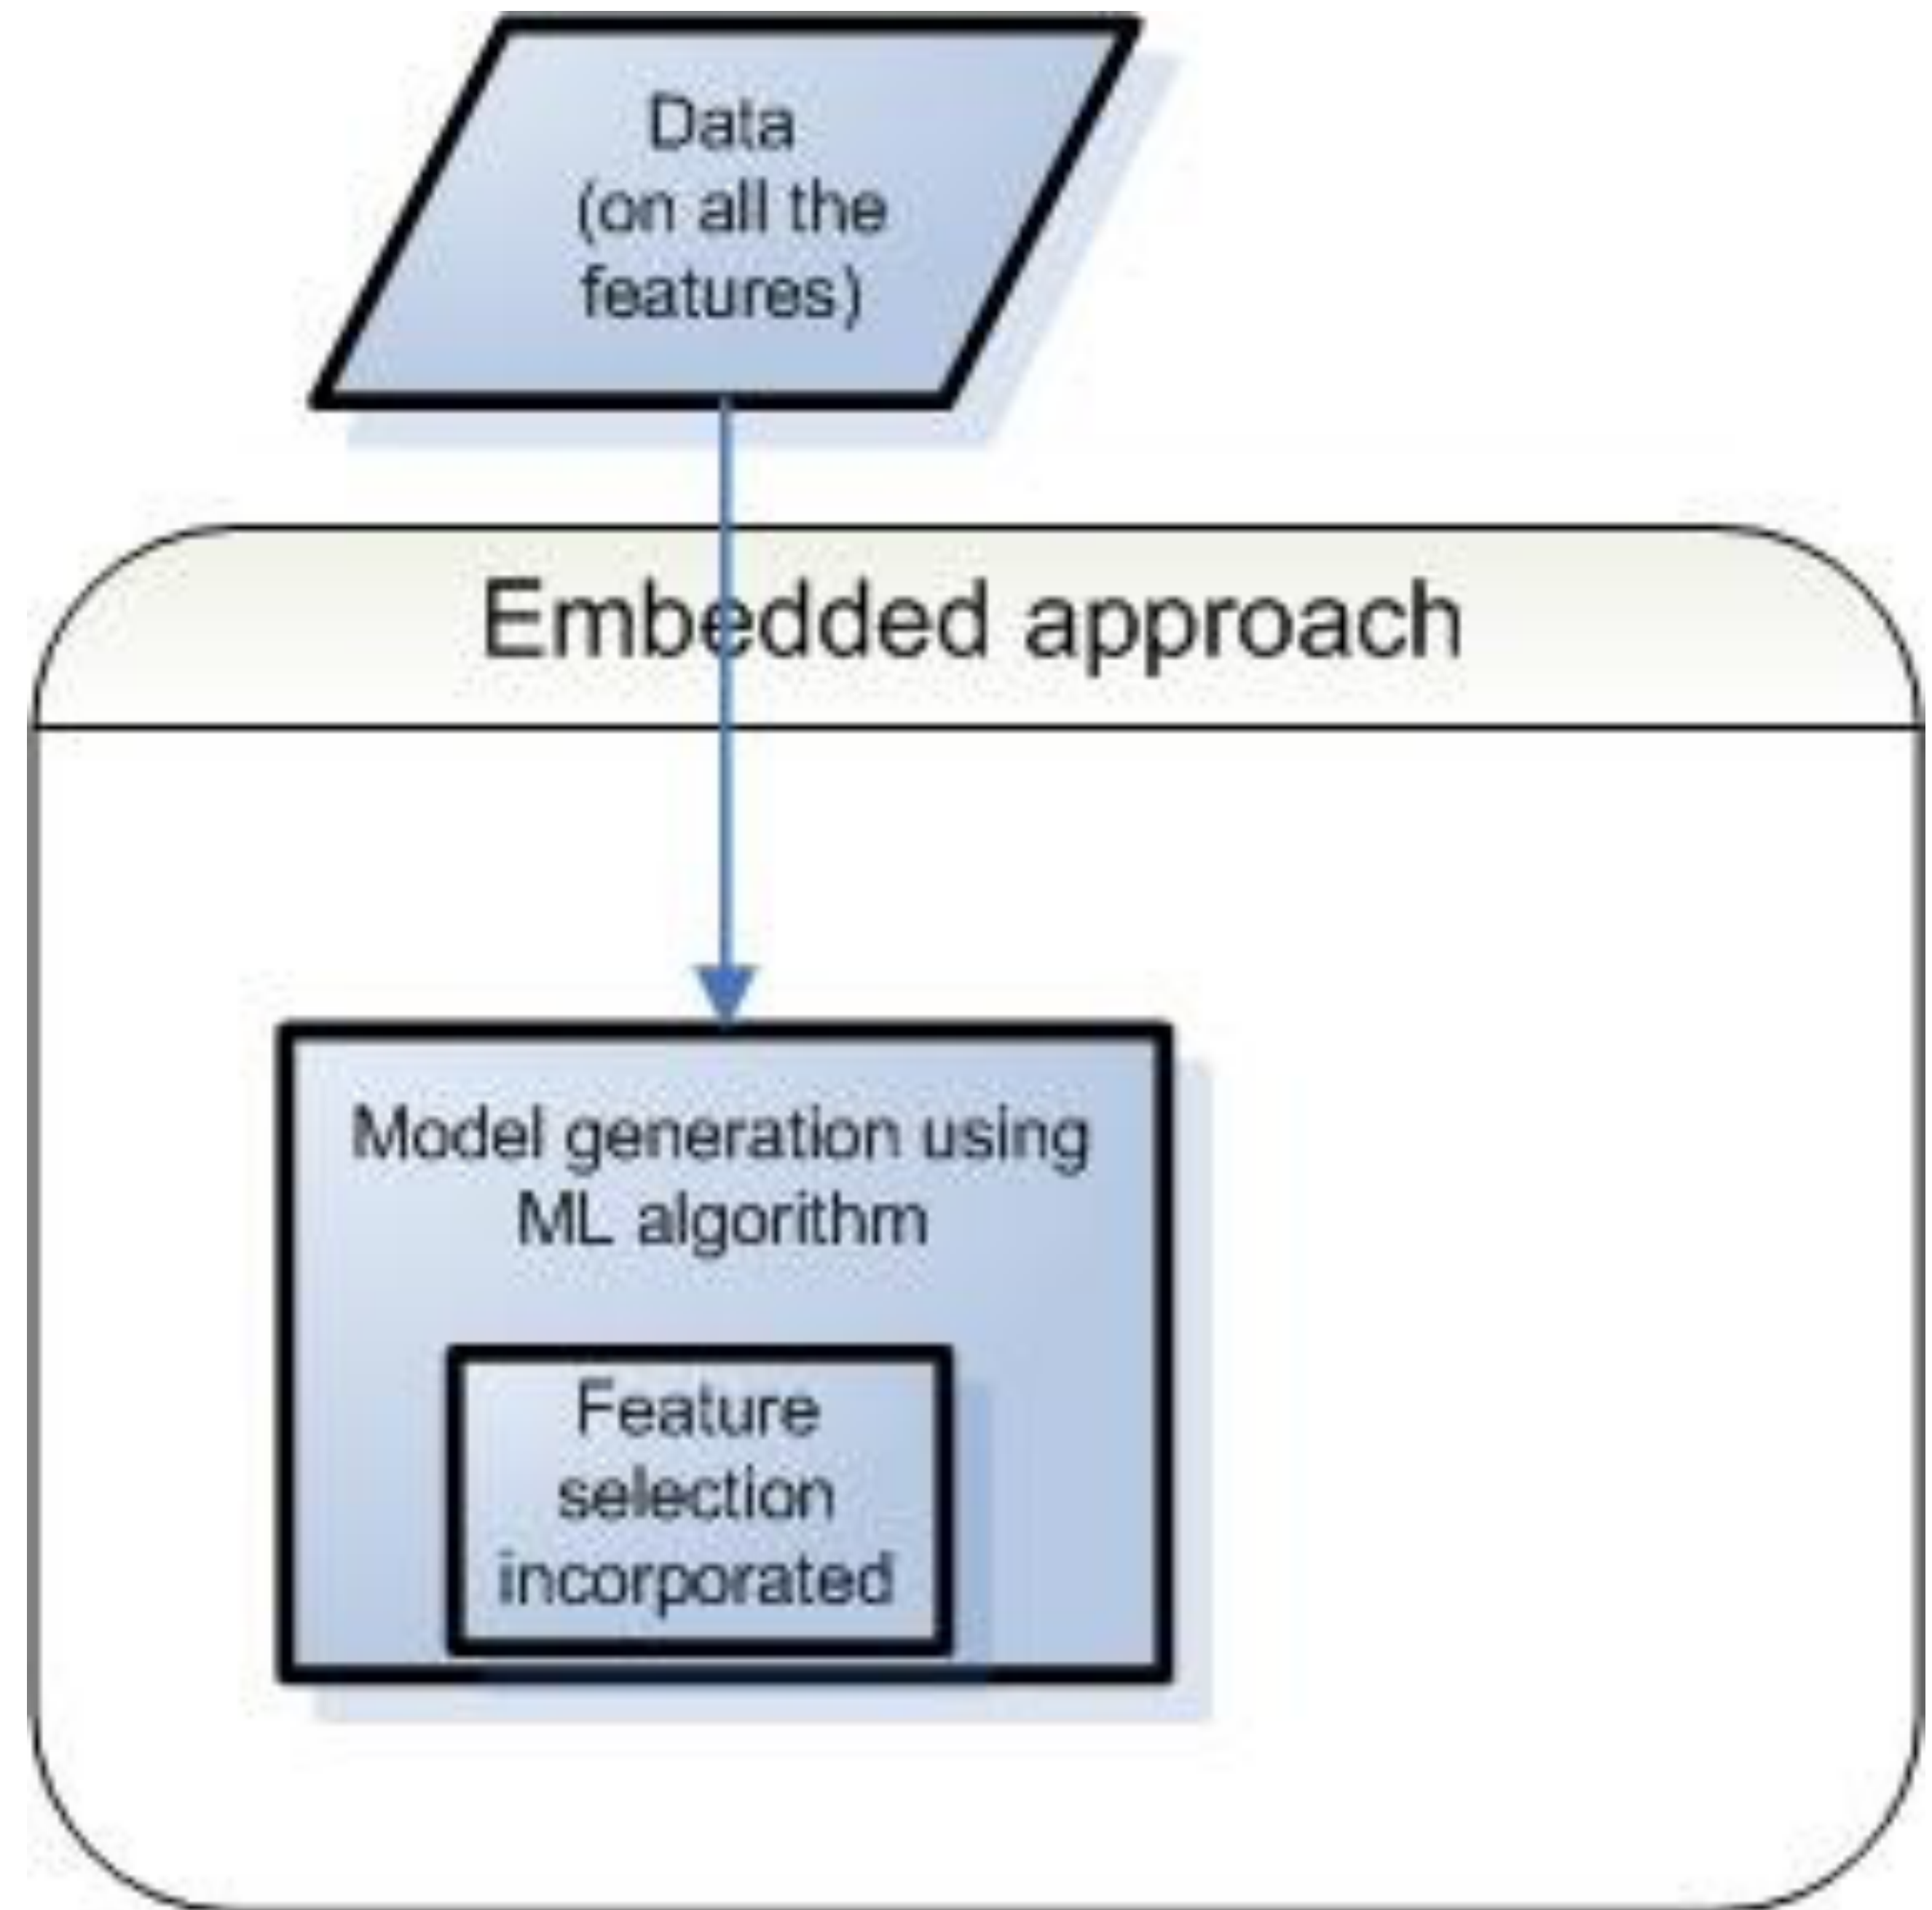 Data
(on all the
features)
Embedded approach
Model generation using
ML algorithm
Feature
selection
incorporated